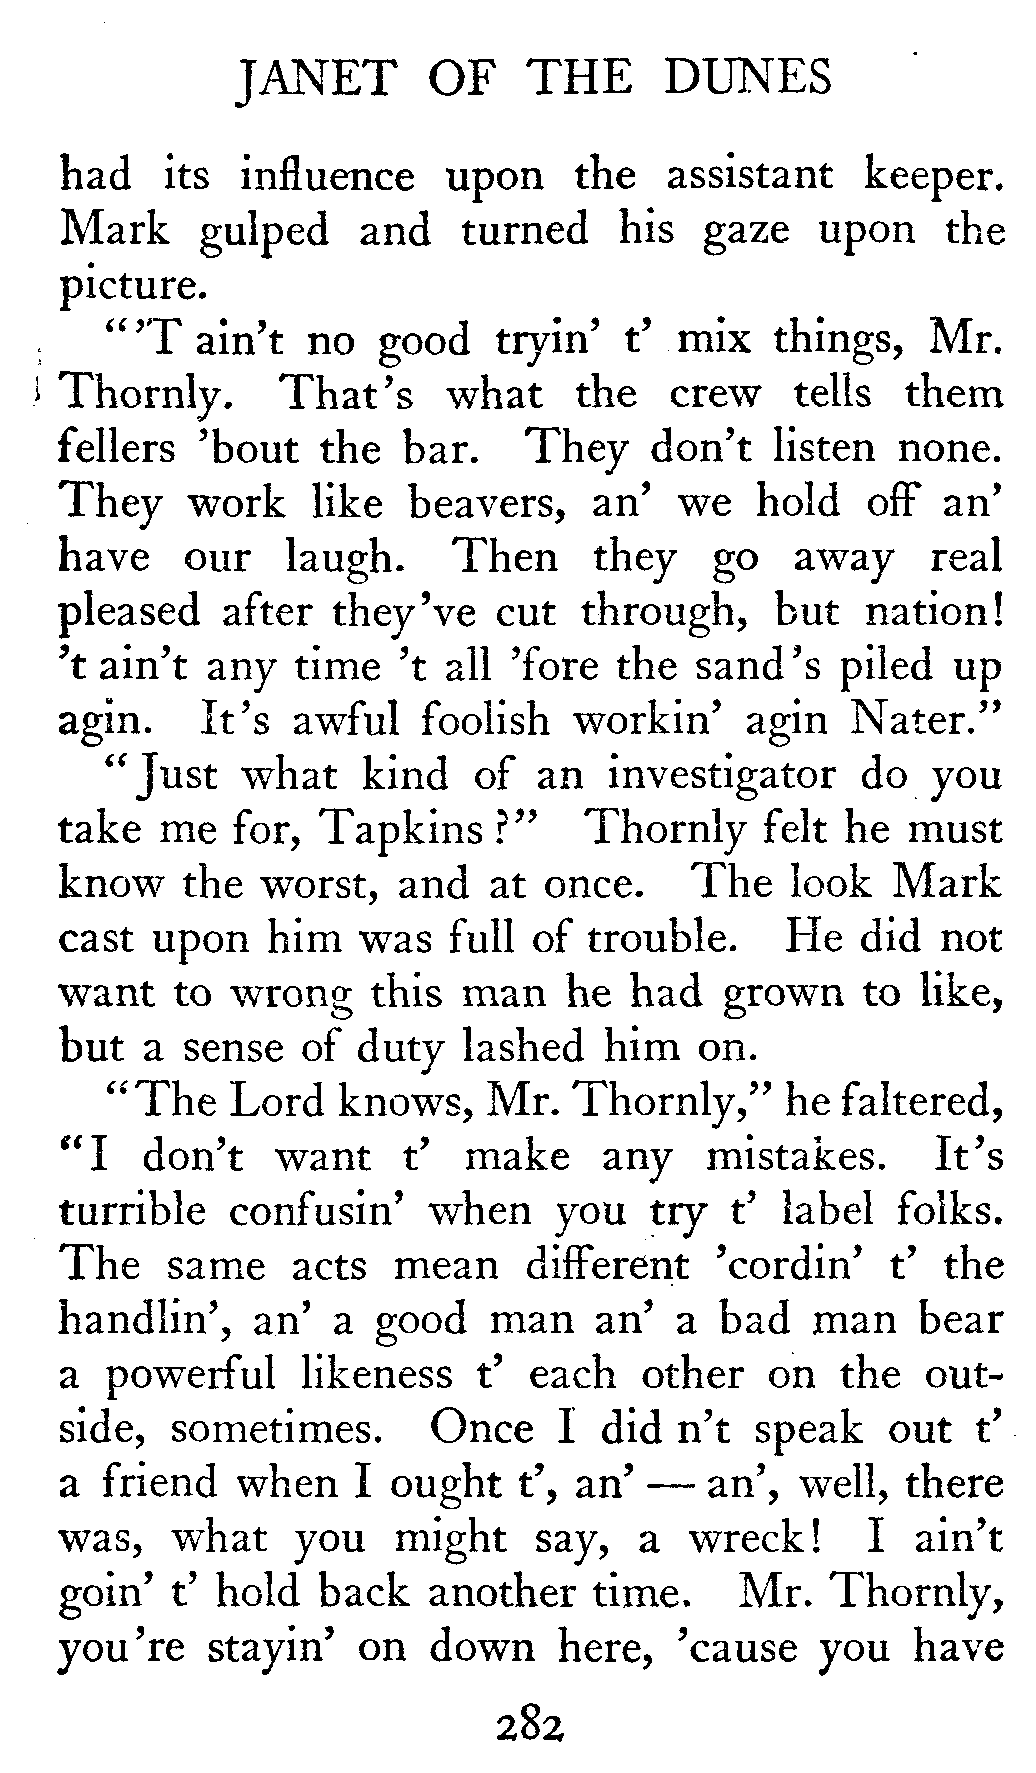 JANET OF THE DUNES
had its influence upon the assistant keeper.
Mark gulped and turned his gaze upon the
picture.
"'T ain't no good tryin' t' mix things, Mr.
Thornly. That's what the crew tells them
fellers 'bout the bar. They don't listen none.
They work like beavers, an' we hold off an'
have our laugh. Then they go away real
pleased after they've cut through, but nation!
't ain't any time 't all 'fore the sand's piled up
agin. It's awful foolish workin' agin Nater."
"Just what kind of an investigator do you
take me for, Tapkins?" Thornly felt he must
know the worst, and at once. The look Mark
cast upon him was full of trouble. He did not
want to wrong this man he had grown to like,
but a sense of duty lashed him on.
"The Lord knows, Mr. Thornly," he faltered,
"I don't want t' make any mistakes. It's
turrible confusin' when you try t' label folks.
The same acts mean different 'cordin' t' the
handlin', an' a good man an' a bad man bear
a powerful likeness t' each other on the out-
side, sometimes. Once I did n't speak out t'
a friend when I ought t', an' — an', well, there
was, what you might say, a wreck! I ain't
goin' t' hold back another time. Mr. Thornly,
you're stayin' on down here, 'cause you have
282